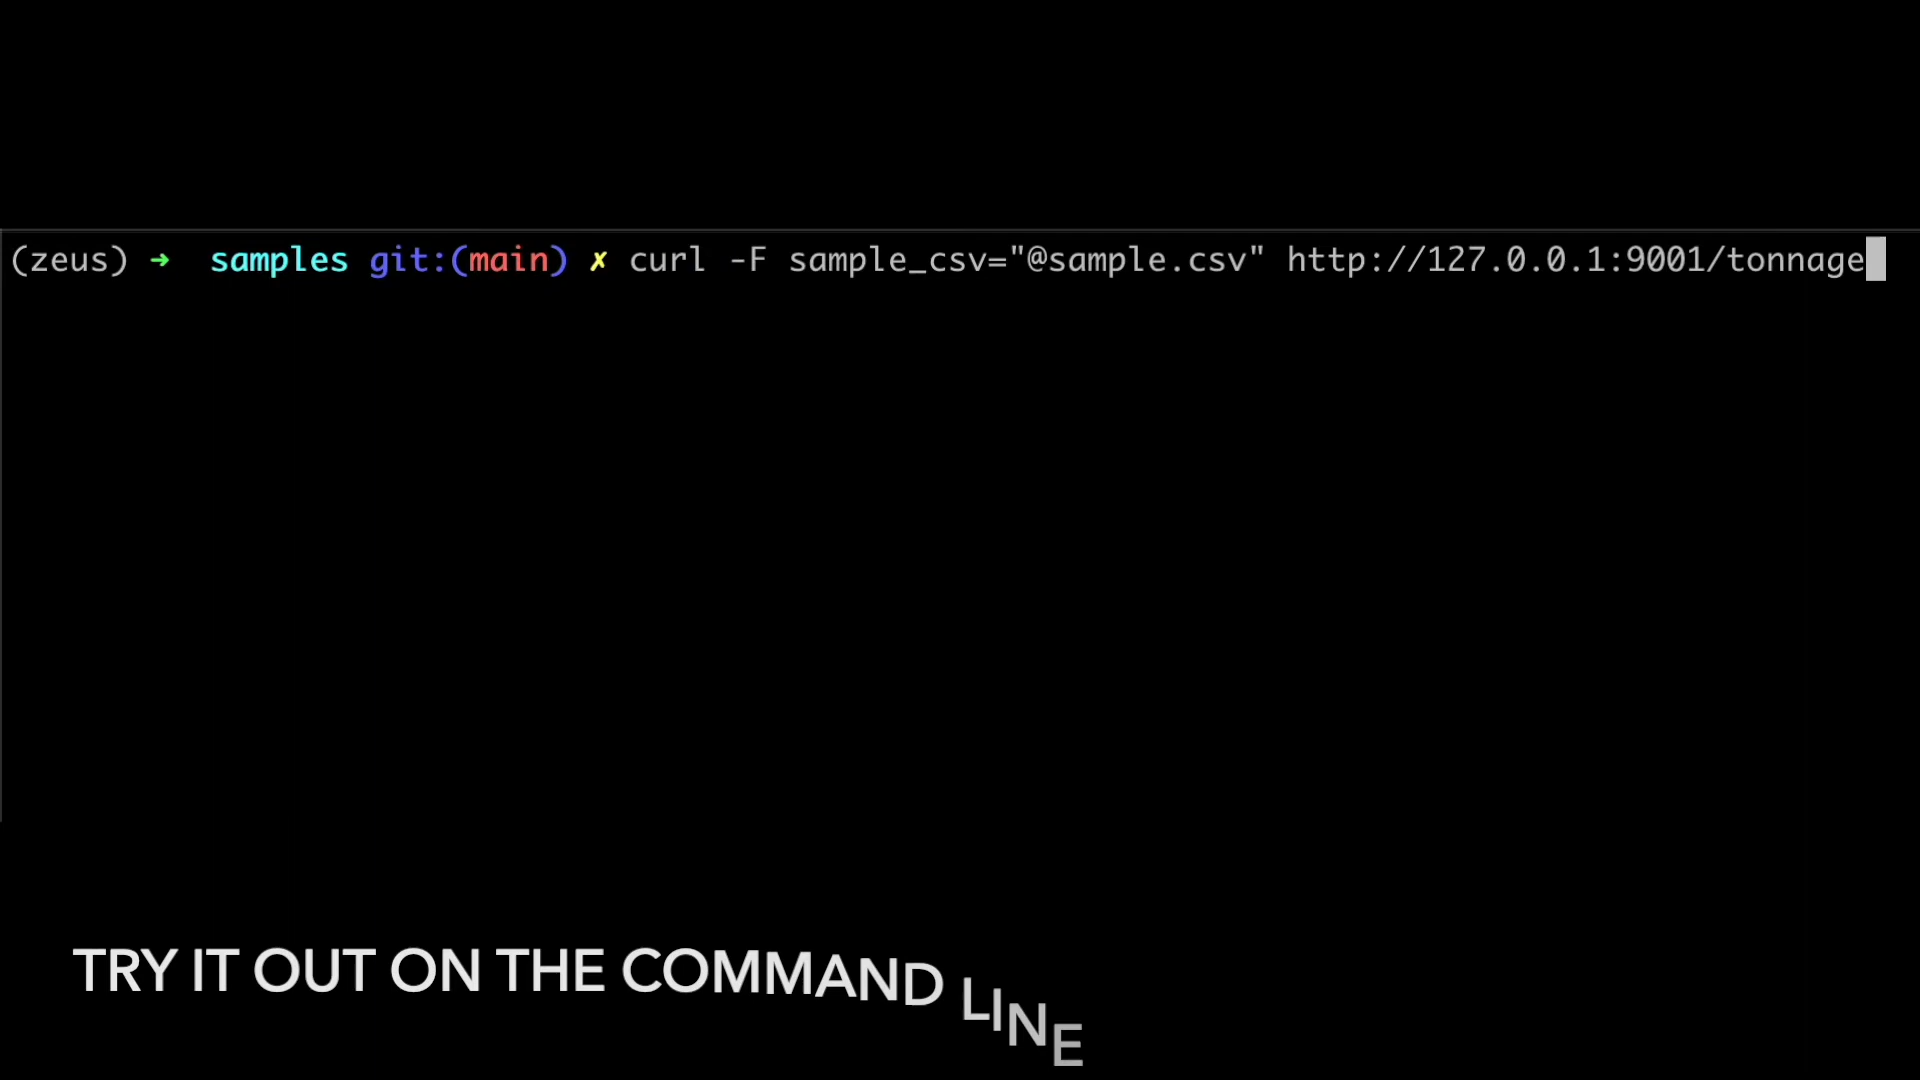 (zeus) ➜  samples git:(main) ✗ curl -F sample_csv="@sample.csv" http://127.0.0.1:9001/tonnage
TRY IT OUT ON THE COMMAND LINE